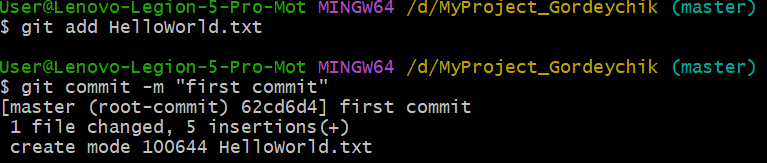 User@Lenovo-Legion-5-Pro-Mot MINGW64 /d/MyProject_Gordeychik (master)
$ git add HelloWorld.txt
User@Lenovo-Legion-5-Pro-Mot MINGW64 /d/MyProject_Gordeychik (master)
$ git commit -m "first commit"
[master (root-commit) 62cd6d4] first commit
 1 file changed, 5 insertions(+)
 create mode 100644 HelloWorld.txt